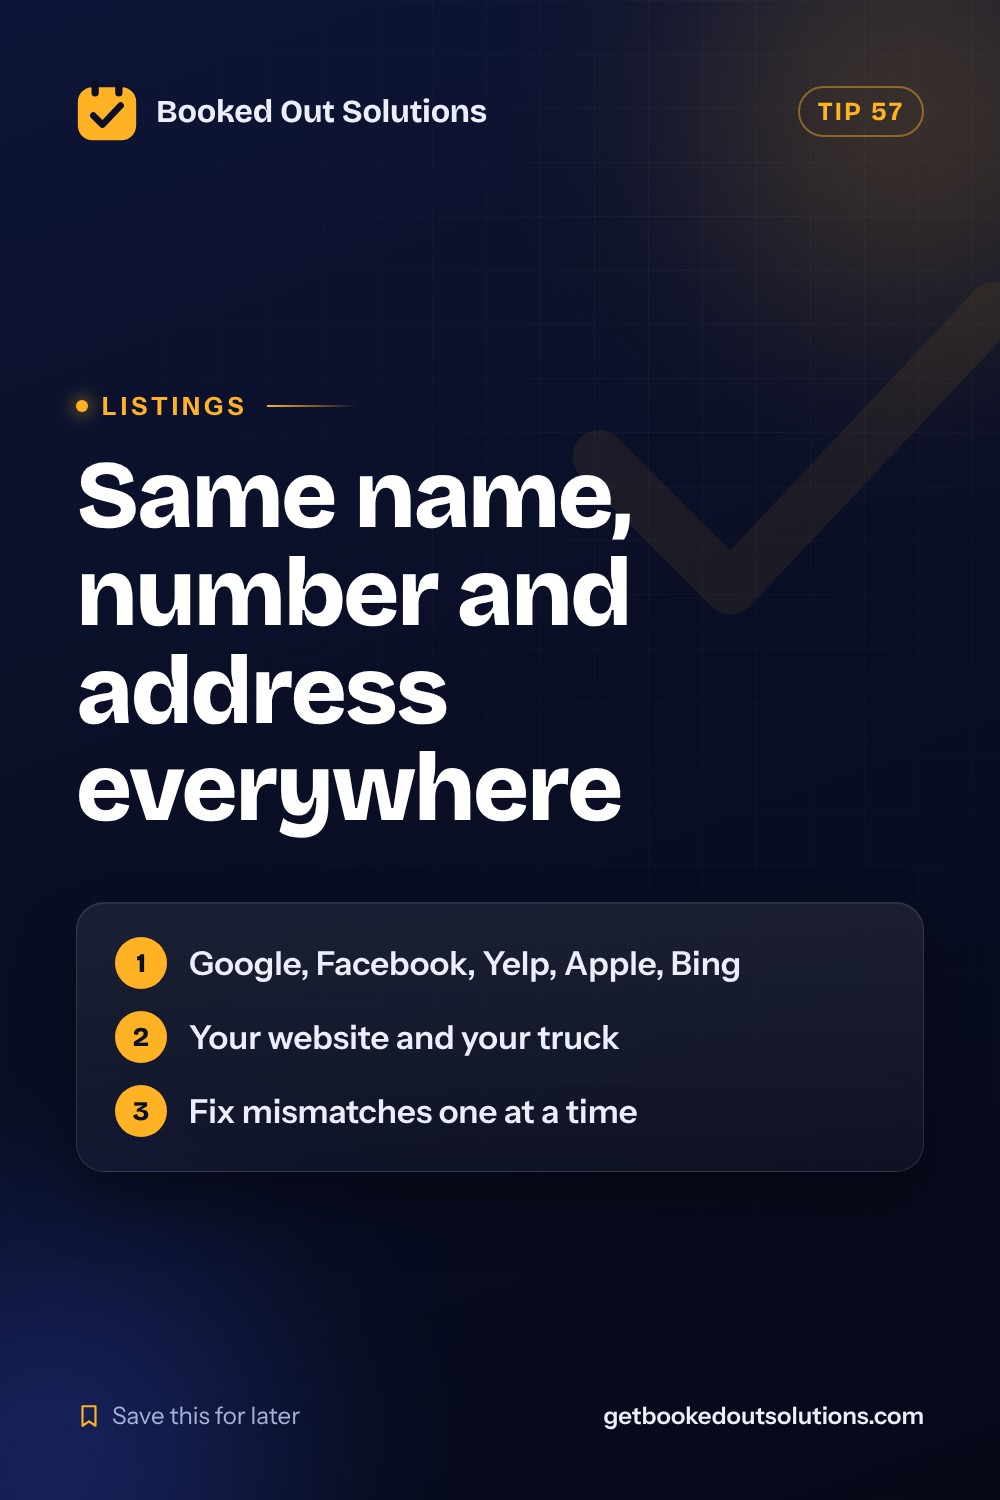 Booked Out Solutions
TIP 57
LISTINGS
Same name,
number and
address
everywhere
1 Google, Facebook, Yelp, Apple, Bing
2 Your website and your truck
3 Fix mismatches one at a time
Save this for later
getbookedoutsolutions.com